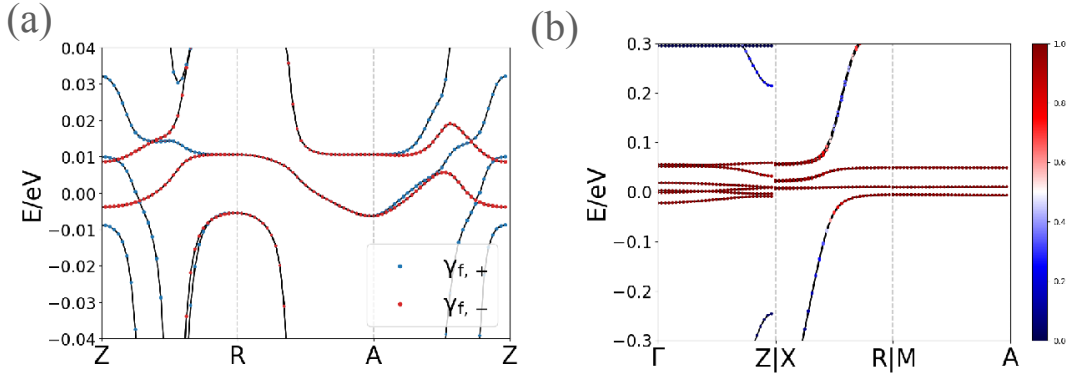 (a)
E/eV
0.04
0.03
0.02
0.01
0.00
−0.01
−0.02
−0.03
−0.04
Z R A Z
γf, +
γf, −
(b)
E/eV
0.3
0.2
0.1
0.0
−0.1
−0.2
−0.3
Γ Z|X R|M A
1.0
0.8
0.6
0.4
0.2
0.0